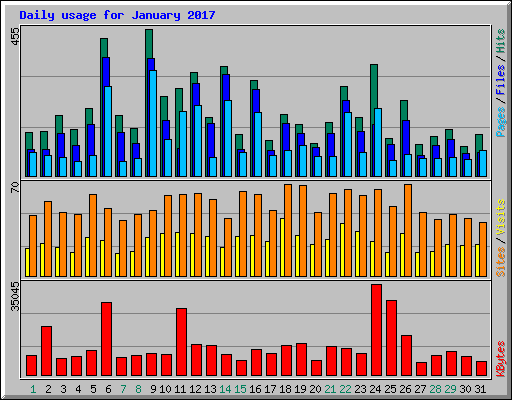 Daily usage for January 2017
455
Pages / Files / Hits
70
Sites / Visits
35045
KBytes
1 2 3 4 5 6 7 8 9 10 11 12 13 14 15 16 17 18 19 20 21 22 23 24 25 26 27 28 29 30 31